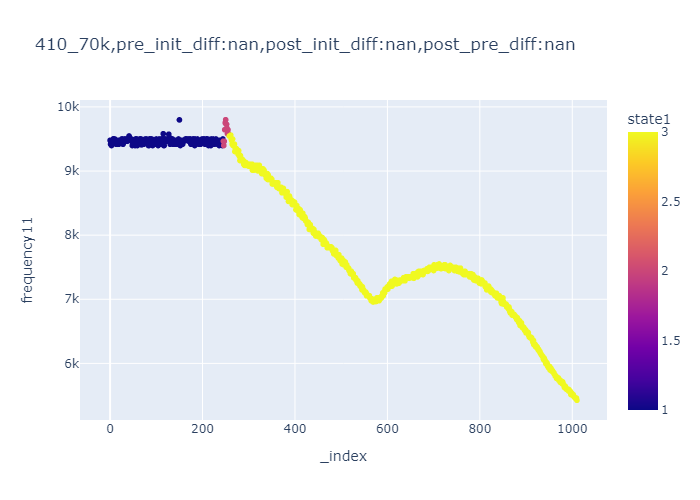 410_70k,pre_init_diff:nan,post_init_diff:nan,post_pre_diff:nan
state1
10k
9k
8k
7k
6k
frequency11
0
200
400
600
800
1000
_index
3
2.5
2
1.5
1